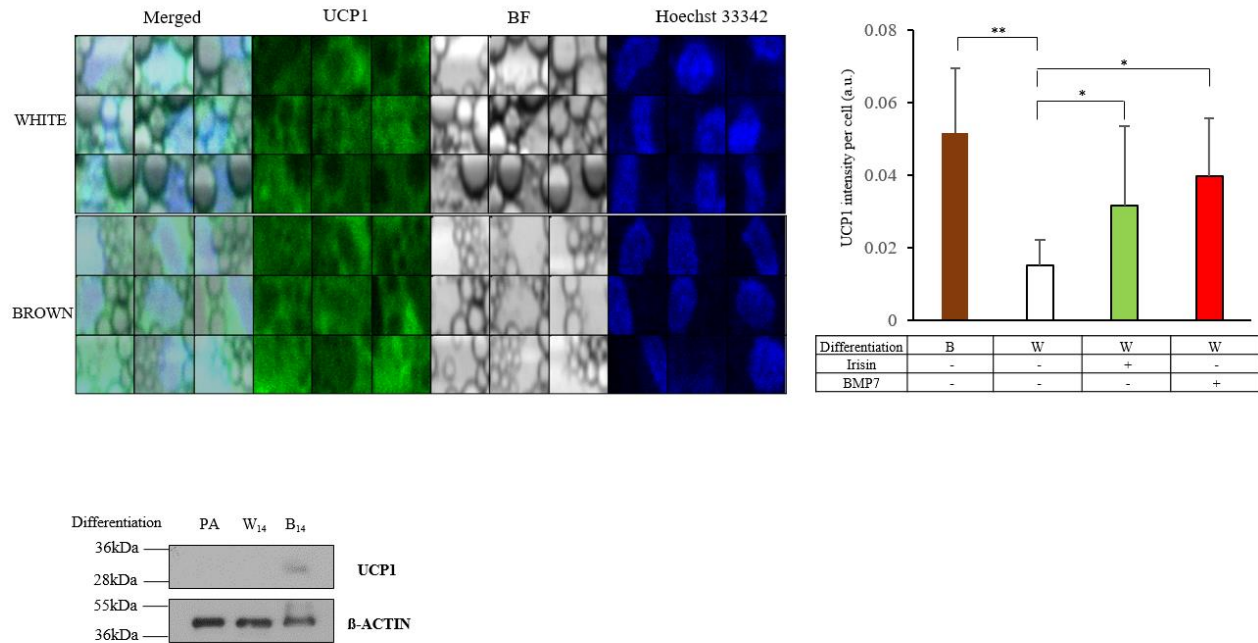 Merged UCP1 BF Hoechst 33342
WHITE
BROWN
UCP1 intensity per cell (a.u.)
0.08
0.06
0.04
0.02
0
**
*
*
Differentiation B W W W
Irisin - - + -
BMP7 - - - +
Differentiation PA W14 B14
36kDa
28kDa
UCP1
55kDa
36kDa
ß-ACTIN